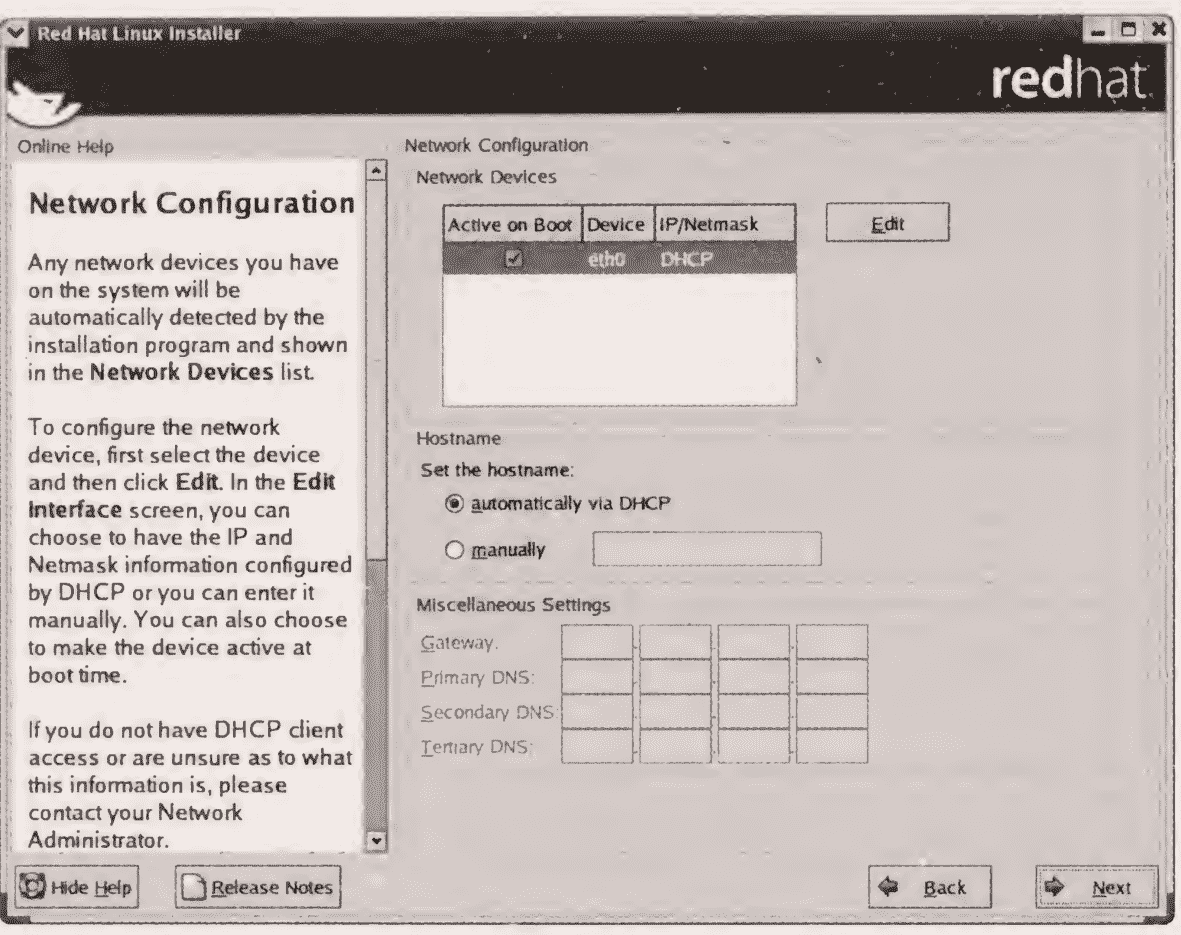 Red Hat Linux Installer
redhat.
Online Help
Network Configuration
Any network devices you have
on the system will be
automatically detected by the
installation program and shown
in the Network Devices list.
To configure the network
device, first select the device
and then click Edit. In the Edit
Interface screen, you can
choose to have the IP and
Netmask information configured
by DHCP or you can enter it
manually. You can also choose
to make the device active at
boot time.
If you do not have DHCP client
access or are unsure as to what
this information is, please
contact your Network
Administrator.
Network Configuration
Network Devices
Active on Boot Device IP/Netmask
eth0 DHCP
Edit
Hostname
Set the hostname:
automatically via DHCP
manually
Miscellaneous Settings
Gateway:
Primary DNS:
Secondary DNS:
Tertiary DNS:
Hide Help
Release Notes
Back
Next